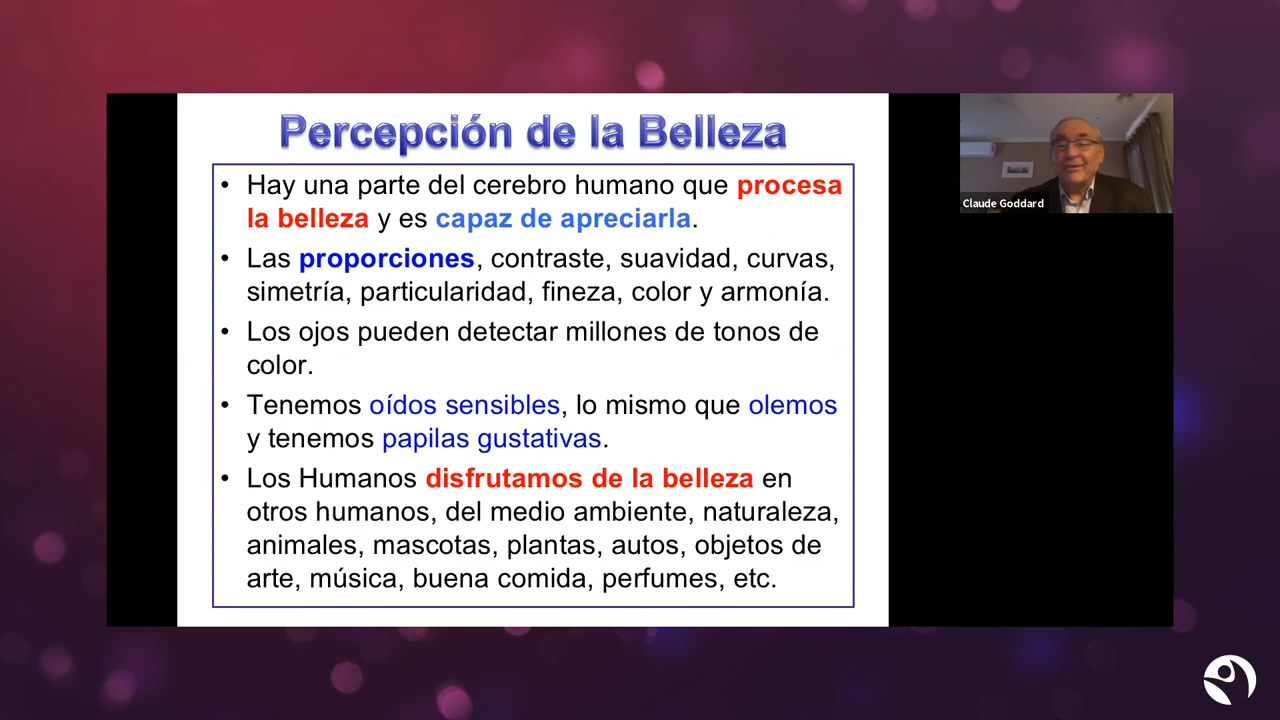 Percepción de la Belleza
• Hay una parte del cerebro humano que procesa
la belleza y es capaz de apreciarla.
• Las proporciones, contraste, suavidad, curvas,
simetría, particularidad, fineza, color y armonía.
• Los ojos pueden detectar millones de tonos de
color.
• Tenemos oídos sensibles, lo mismo que olemos
y tenemos papilas gustativas.
• Los Humanos disfrutamos de la belleza en
otros humanos, del medio ambiente, naturaleza,
animales, mascotas, plantas, autos, objetos de
arte, música, buena comida, perfumes, etc.
Claude Goddard